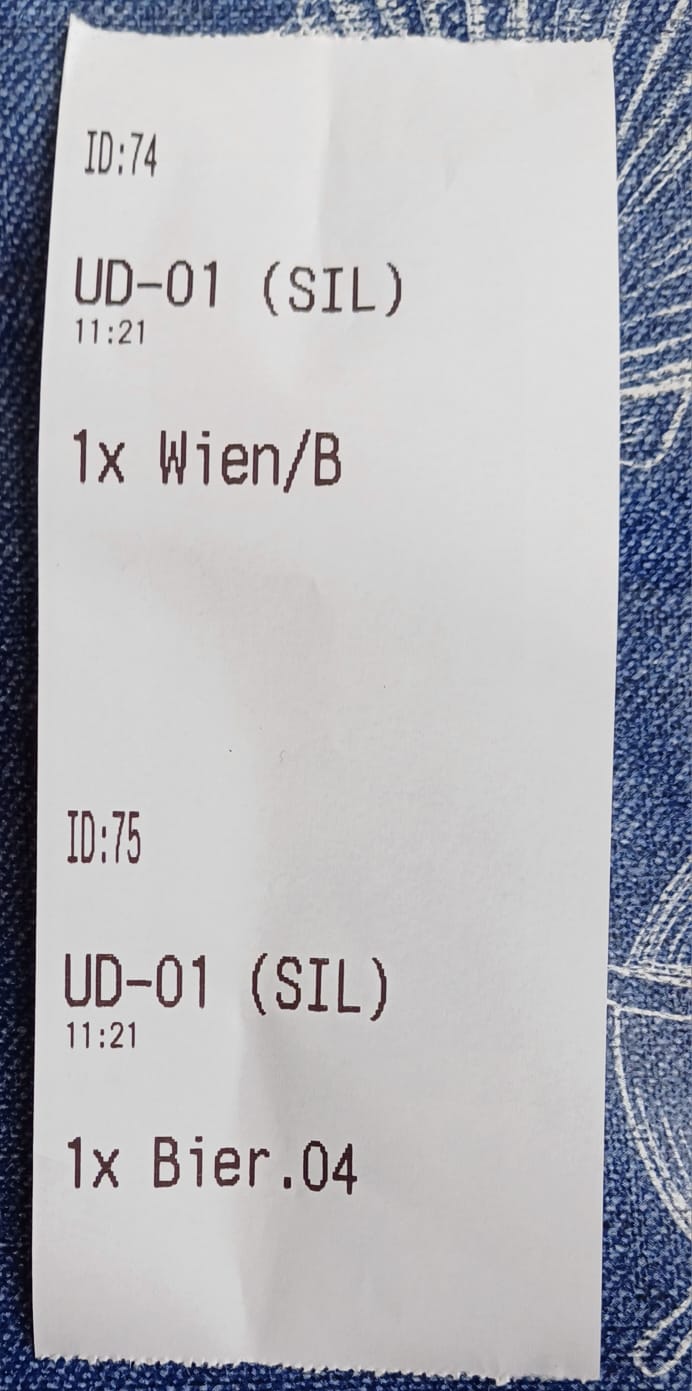 ID:74
UD-01 (SIL)
11:21
1x Wien/B
ID:75
UD-01 (SIL)
11:21
1x Bier.04